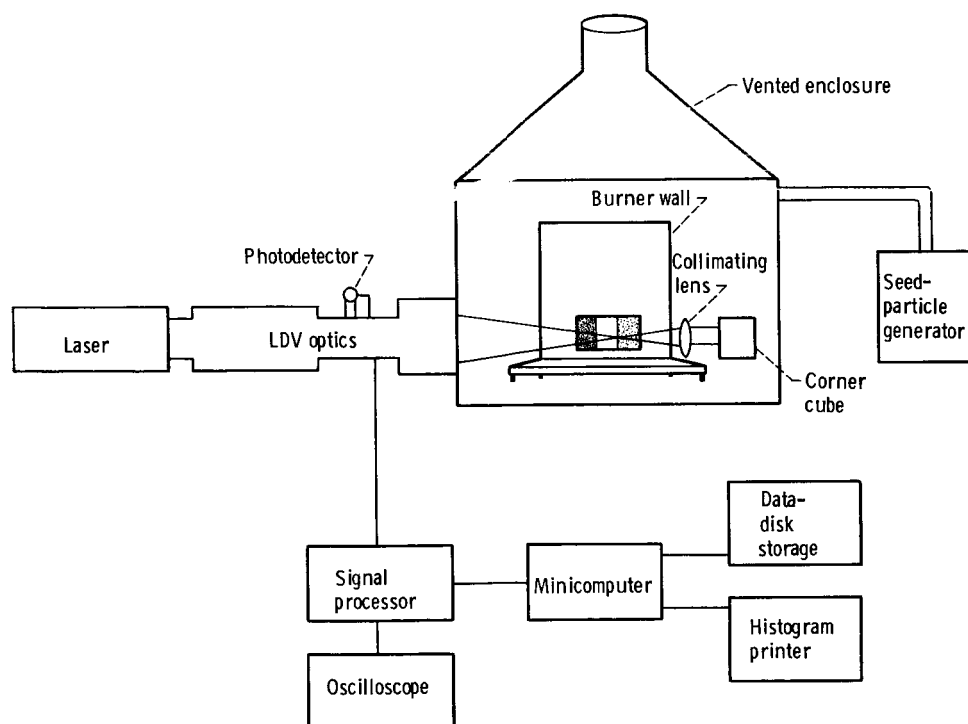 Vented enclosure
Burner wall
Photodetector
Collimating
lens
Seed-
particle
generator
Laser
LDV optics
Corner
cube
Data-
disk
storage
Signal
processor
Minicomputer
Histogram
printer
Oscilloscope